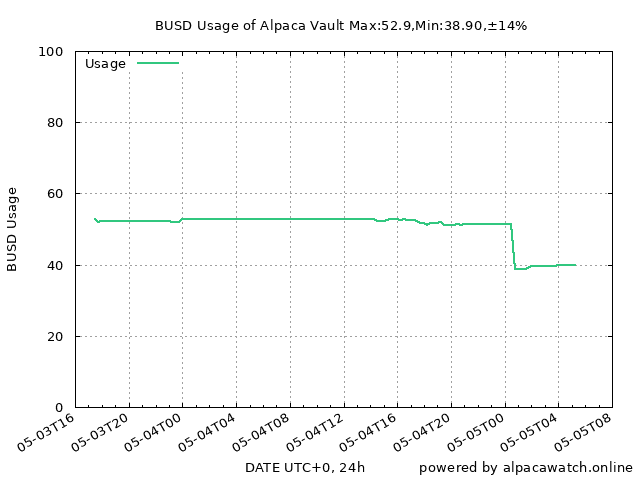 BUSD Usage of Alpaca Vault Max:52.9,Min:38.90,±14%
Usage
100
80
60
40
20
0
BUSD Usage
05-03T16
05-03T20
05-04T00
05-04T04
05-04T08
05-04T12
05-04T16
05-04T20
05-05T00
05-05T04
05-05T08
DATE UTC+0, 24h
powered by alpacawatch.online